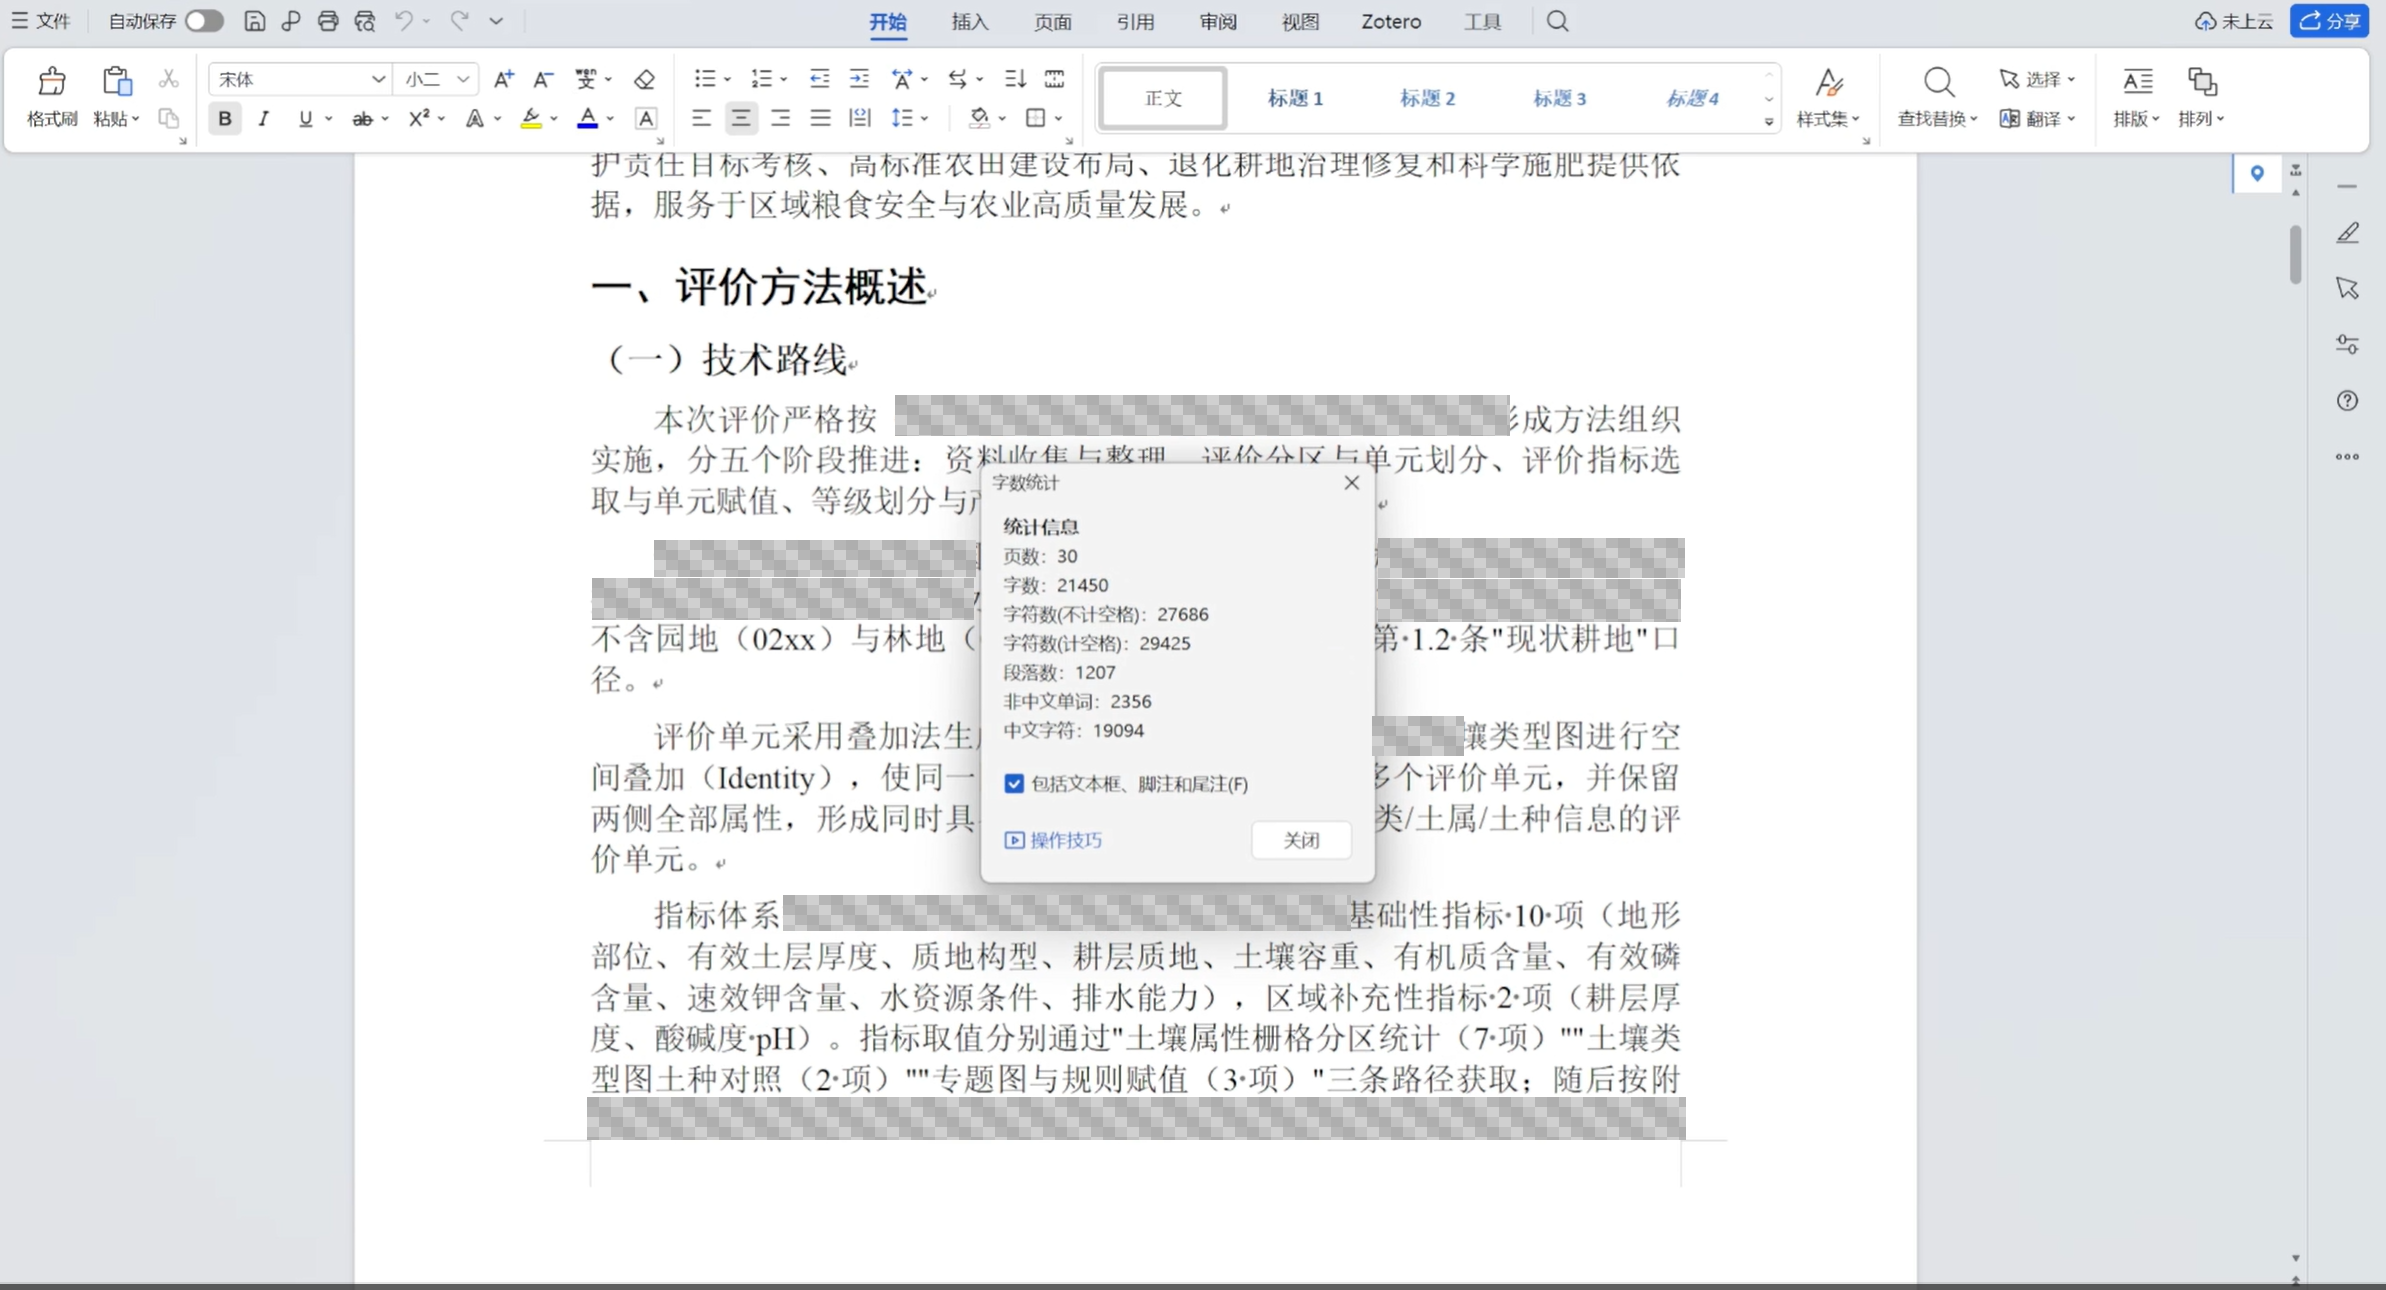 文件 自动保存 开始 插入 页面 引用 审阅 视图 Zotero 工具 未上云 分享
宋体 小二 正文 标题 1 标题 2 标题 3 标题 4 选择
格式刷 粘贴 样式集 查找替换 翻译 排版 排列
护责任目标考核、高标准农田建设布局、退化耕地治理修复和科学施肥提供依
据，服务于区域粮食安全与农业高质量发展。
一、评价方法概述
（一）技术路线
本次评价严格按 成方法组织
实施，分五个阶段推进：资料收集与整理、评价分区与单元划分、评价指标选
取与单元赋值、等级划分与
不含园地（02xx）与林地（ 第·1.2·条"现状耕地"口
径。
评价单元采用叠加法生 壤类型图进行空
间叠加（Identity），使同一 多个评价单元，并保留
两侧全部属性，形成同时具 类/土属/土种信息的评
价单元。
指标体系 基础性指标·10·项（地形
部位、有效土层厚度、质地构型、耕层质地、土壤容重、有机质含量、有效磷
含量、速效钾含量、水资源条件、排水能力），区域补充性指标·2·项（耕层厚
度、酸碱度·pH）。指标取值分别通过"土壤属性栅格分区统计（7·项）""土壤类
型图土种对照（2·项）""专题图与规则赋值（3·项）"三条路径获取；随后按附
字数统计
统计信息
页数：30
字数：21450
字符数(不计空格)：27686
字符数(计空格)：29425
段落数：1207
非中文单词：2356
中文字符：19094
包括文本框、脚注和尾注(F)
操作技巧 关闭